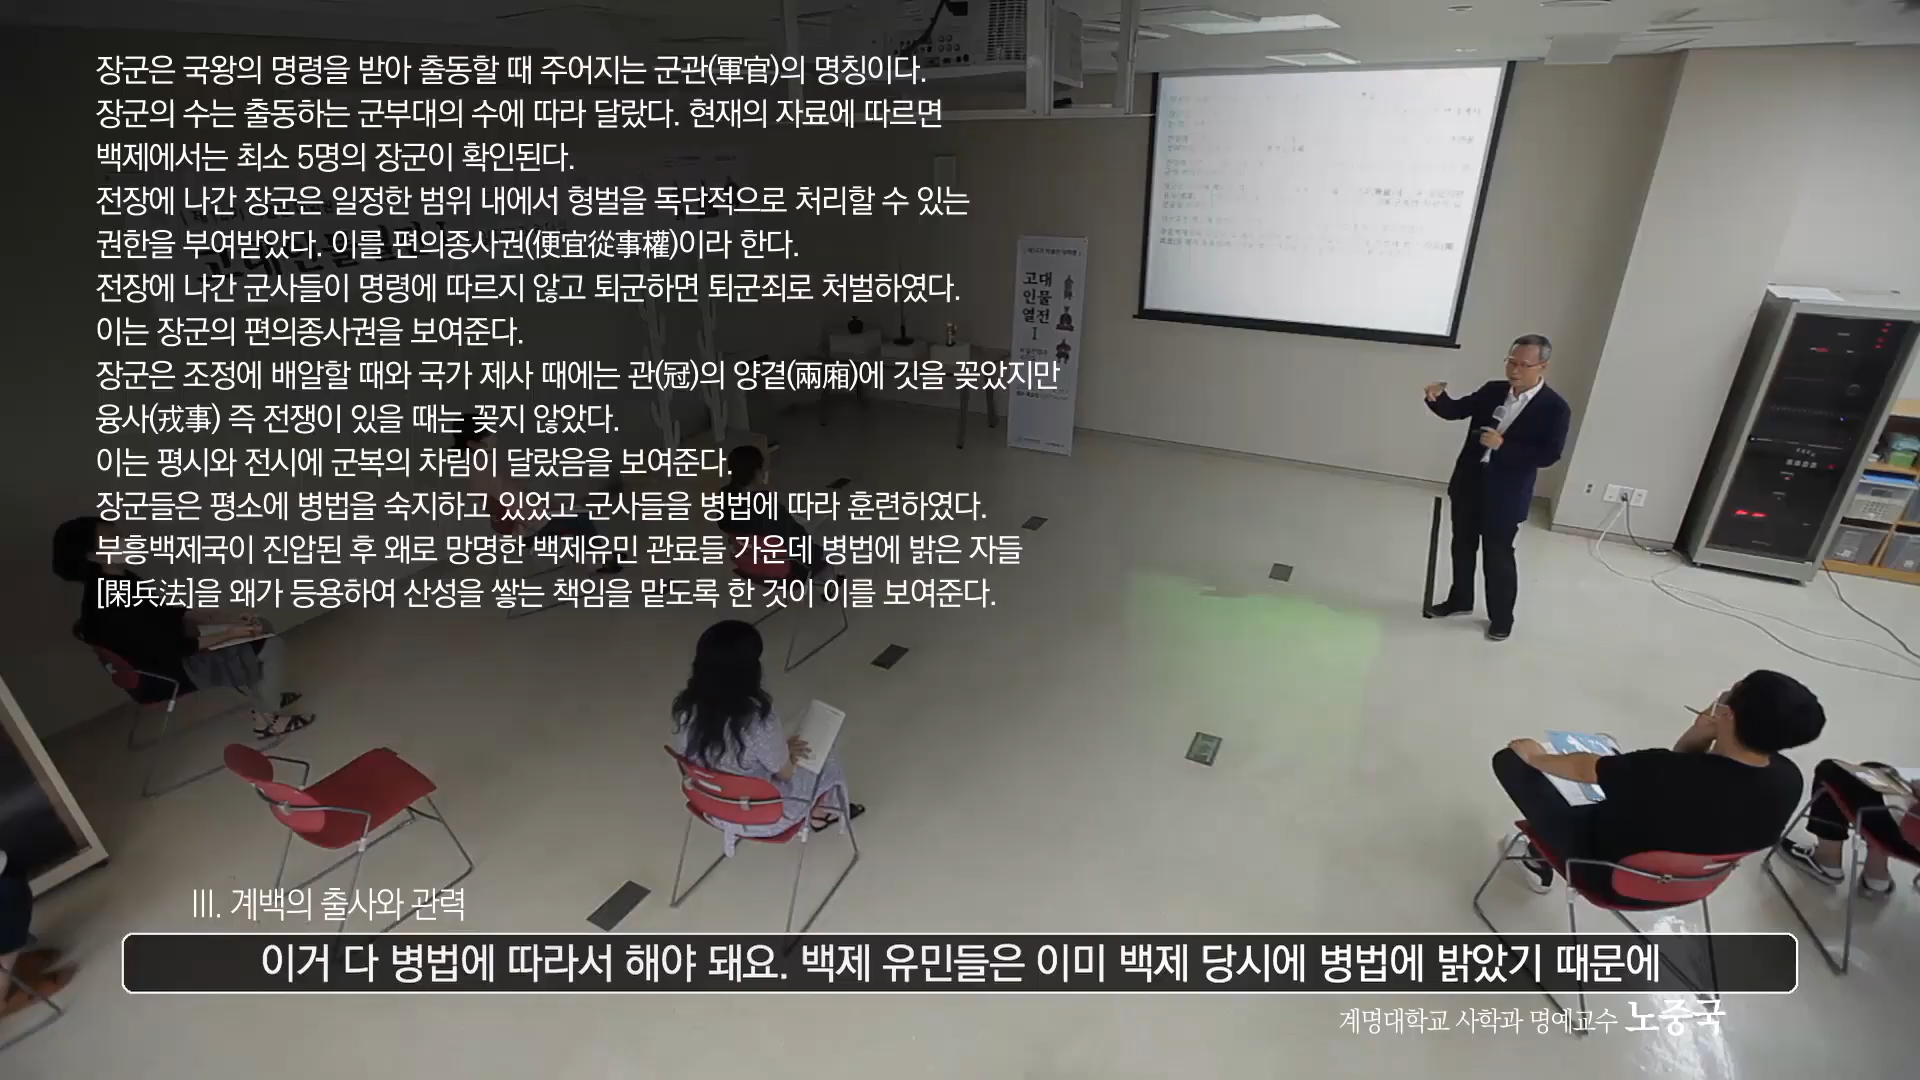 장군은 국왕의 명령을 받아 출동할 때 주어지는 군관(軍官)의 명칭이다.
장군의 수는 출동하는 군부대의 수에 따라 달랐다. 현재의 자료에 따르면
백제에서는 최소 5명의 장군이 확인된다.
전장에 나간 장군은 일정한 범위 내에서 형벌을 독단적으로 처리할 수 있는
권한을 부여받았다. 이를 편의종사권(便宜從事權)이라 한다.
전장에 나간 군사들이 명령에 따르지 않고 퇴군하면 퇴군죄로 처벌하였다.
이는 장군의 편의종사권을 보여준다.
장군은 조정에 배알할 때와 국가 제사 때에는 관(冠)의 양곁(兩廂)에 깃을 꽂았지만
융사(戎事) 즉 전쟁이 있을 때는 꽂지 않았다.
이는 평시와 전시에 군복의 차림이 달랐음을 보여준다.
장군들은 평소에 병법을 숙지하고 있었고 군사들을 병법에 따라 훈련하였다.
부흥백제국이 진압된 후 왜로 망명한 백제유민 관료들 가운데 병법에 밝은 자들
[閑兵法]을 왜가 등용하여 산성을 쌓는 책임을 맡도록 한 것이 이를 보여준다.
고대
인물
열전
I
III. 계백의 출사와 관력
이거 다 병법에 따라서 해야 돼요. 백제 유민들은 이미 백제 당시에 병법에 밝았기 때문에
계명대학교 사학과 명예교수 노중국